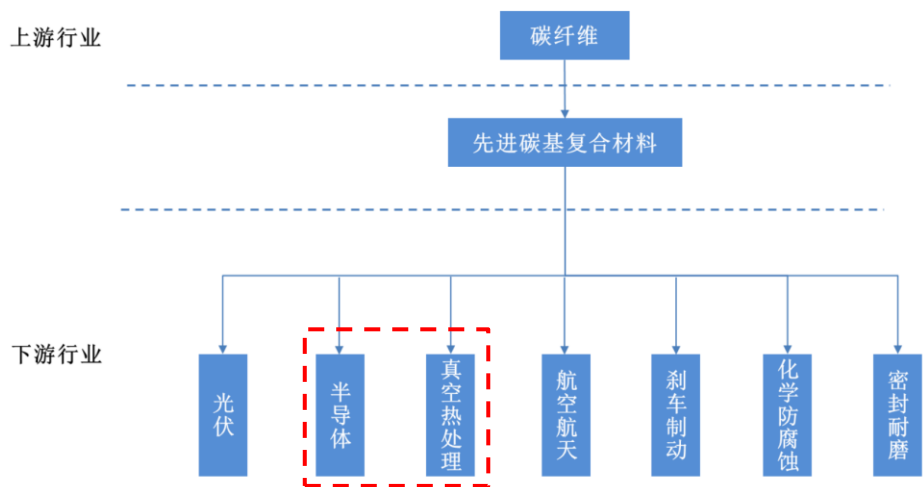 上游行业
碳纤维
先进碳基复合材料
下游行业
光伏
半导体
真空热处理
航空航天
刹车制动
化学防腐蚀
密封耐磨